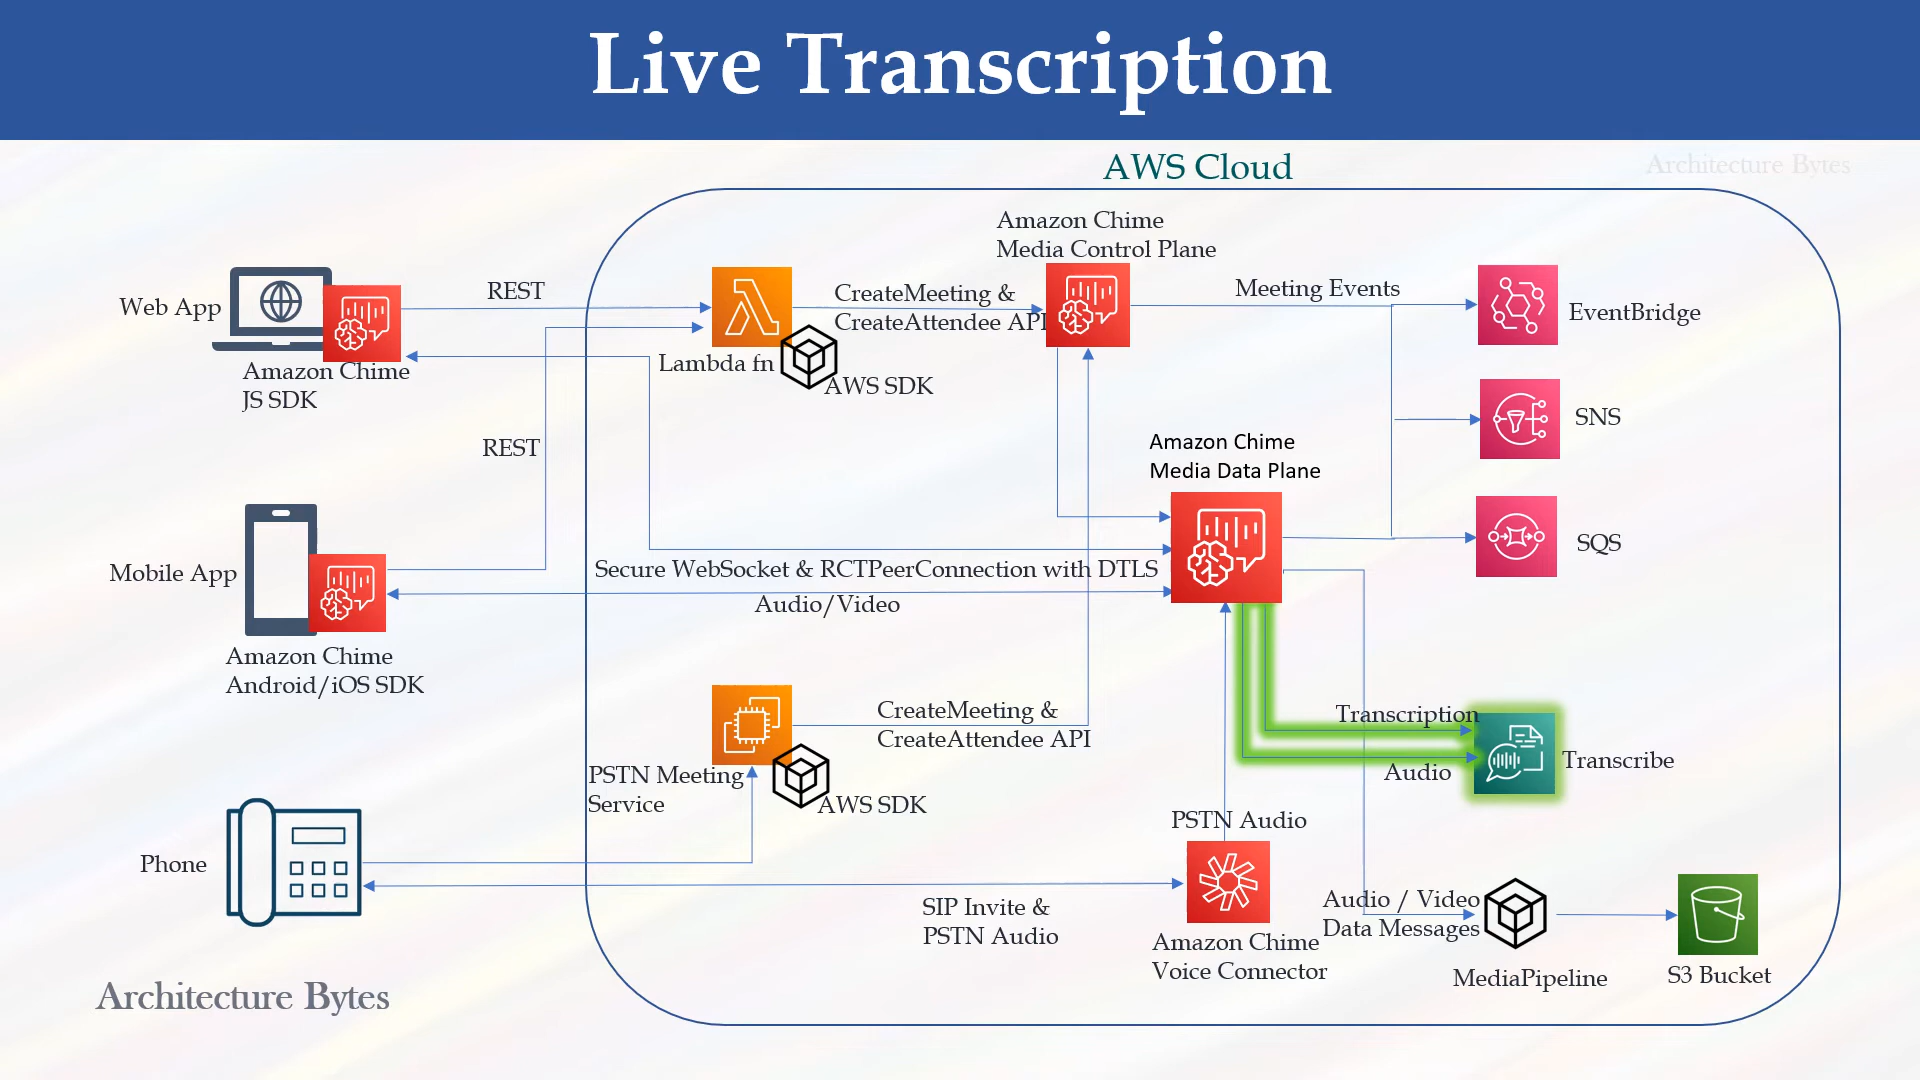 Live Transcription
AWS Cloud
Architecture Bytes
Amazon Chime
Media Control Plane
Web App
REST
CreateMeeting &
CreateAttendee API
Meeting Events
EventBridge
Lambda fn
AWS SDK
Amazon Chime
JS SDK
SNS
REST
Amazon Chime
Media Data Plane
SQS
Mobile App
Secure WebSocket & RCTPeerConnection with DTLS
Audio/Video
Amazon Chime
Android/iOS SDK
CreateMeeting &
CreateAttendee API
Transcription
Audio
Transcribe
PSTN Meeting
Service
AWS SDK
PSTN Audio
Phone
SIP Invite &
PSTN Audio
Amazon Chime
Voice Connector
Audio / Video
Data Messages
MediaPipeline
S3 Bucket
Architecture Bytes